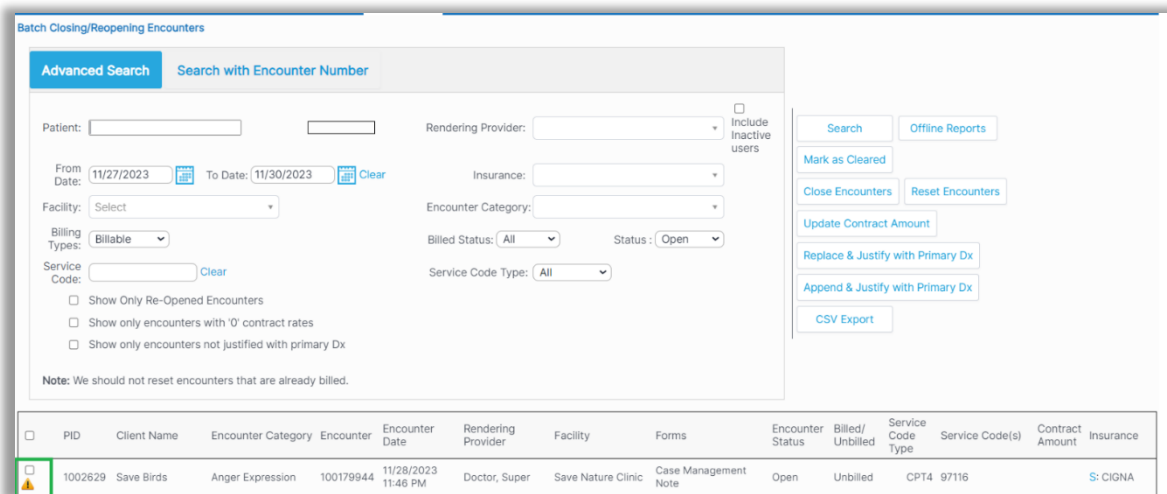 Batch Closing/Reopening Encounters
Advanced Search Search with Encounter Number
Patient:
Rendering Provider:
Include
Inactive
users
From
Date: 11/27/2023 To Date: 11/30/2023 Clear
Insurance:
Facility: Select
Encounter Category:
Billing
Types: Billable
Billed Status: All Status : Open
Service
Code: Clear
Service Code Type: All
Show Only Re-Opened Encounters
Show only encounters with '0' contract rates
Show only encounters not justified with primary Dx
Note: We should not reset encounters that are already billed.
Search Offline Reports
Mark as Cleared
Close Encounters Reset Encounters
Update Contract Amount
Replace & Justify with Primary Dx
Append & Justify with Primary Dx
CSV Export
PID Client Name Encounter Category Encounter Encounter Date Rendering Provider Facility Forms Encounter Status Billed/ Unbilled Service Code Type Service Code(s) Contract Amount Insurance
1002629 Save Birds Anger Expression 100179944 11/28/2023 11:46 PM Doctor, Super Save Nature Clinic Case Management Note Open Unbilled CPT4 97116 S: CIGNA